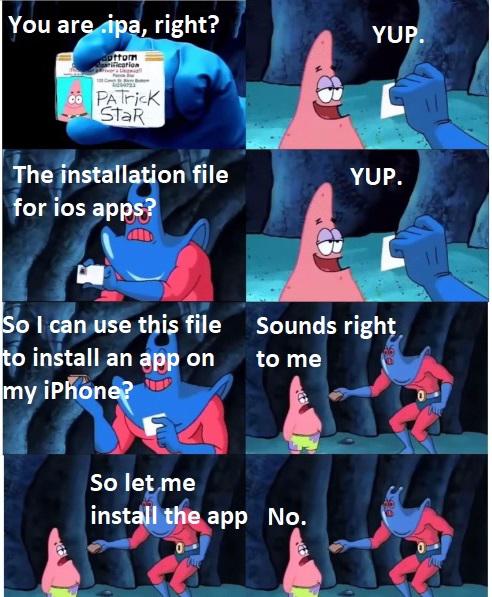 You are .ipa, right?
YUP.
PATRICK
STAR
The installation file
for ios apps?
YUP.
So I can use this file
to install an app on
my iPhone?
Sounds right
to me
So let me
install the app
No.